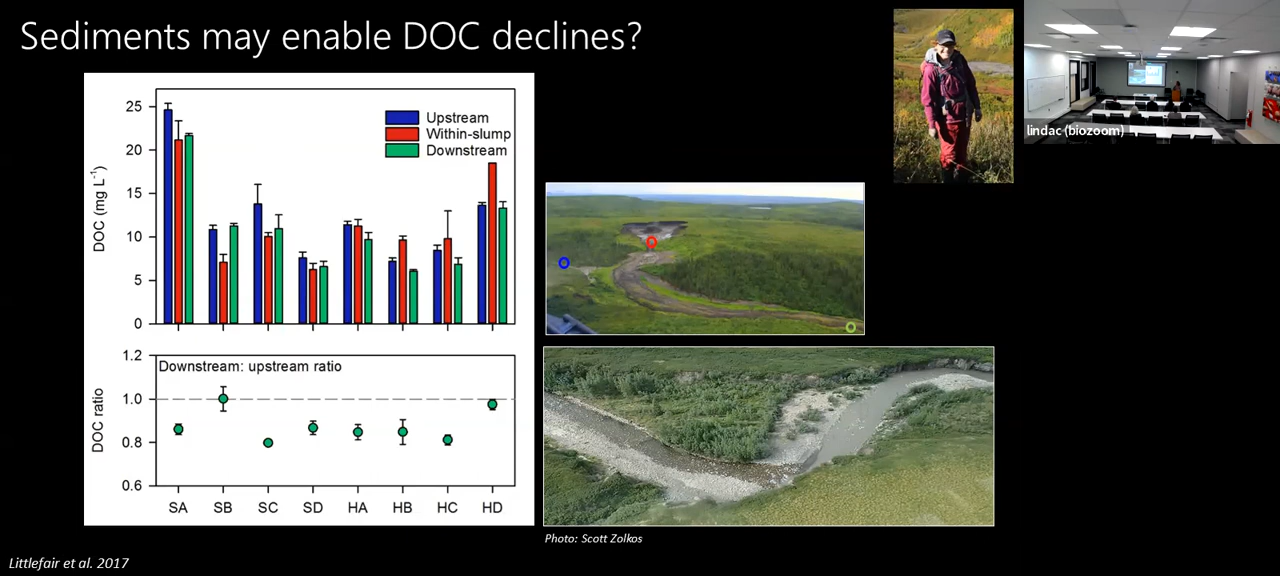 Sediments may enable DOC declines?
lindac (biozoom)
DOC (mg L⁻¹)
25
20
15
10
5
0
Upstream
Within-slump
Downstream
DOC ratio
1.2
1.0
0.8
0.6
Downstream: upstream ratio
SA SB SC SD HA HB HC HD
Photo: Scott Zolkos
Littlefair et al. 2017